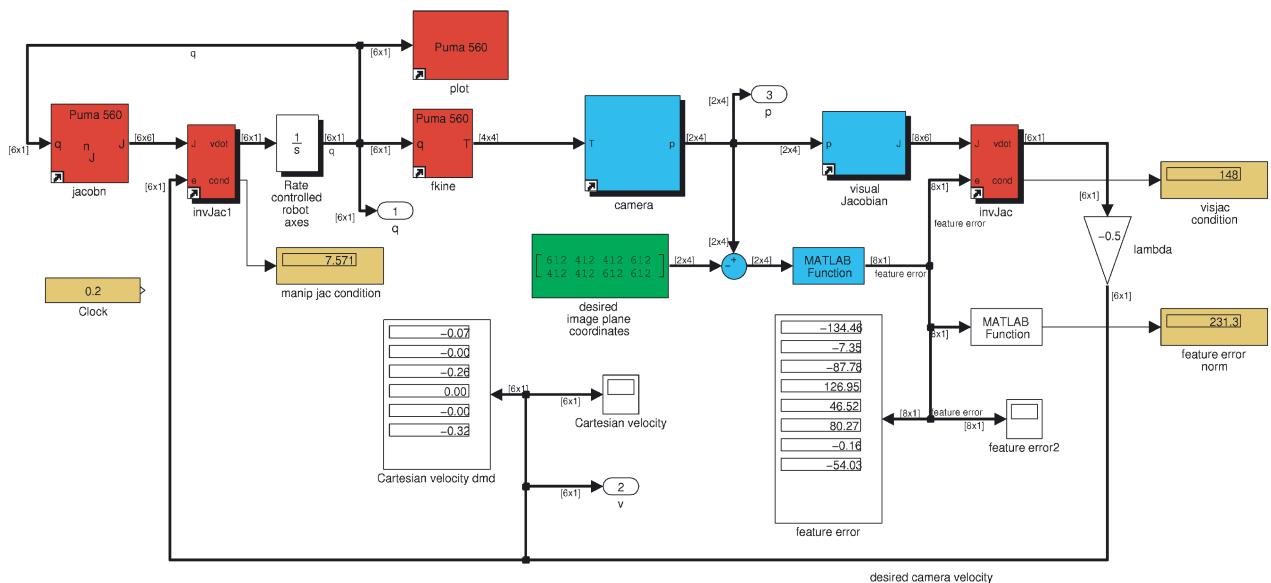 q
[6x1]
Puma 560
plot
Puma 560
q
n
J
J
[6x1]
jacobn
[6x6]
J
vdot
e
cond
[6x1]
invJac1
[6x1]
1
s
Rate
controlled
robot
axes
[6x1]
q
[6x1]
[6x1]
1
q
Puma 560
q
T
fkine
[4x4]
T
p
camera
[2x4]
[2x4]
3
p
[2x4]
p
J
visual
Jacobian
[8x6]
J
vdot
e
cond
[8x1]
invJac
[6x1]
feature error
148
visjac
condition
[6x1]
-0.5
lambda
[6x1]
7.571
manip jac condition
0.2
Clock
612 412 412 612
412 412 612 612
desired
image plane
coordinates
[2x4]
[2x4]
− +
[2x4]
MATLAB
Function
[8x1]
feature error
−0.07
−0.00
−0.26
0.00
−0.00
−0.32
Cartesian velocity dmd
[6x1]
[6x1]
Cartesian velocity
[6x1]
2
v
−134.46
−7.35
−87.78
126.95
46.52
80.27
−0.16
−54.03
feature error
[8x1]
MATLAB
Function
231.3
feature error
norm
[8x1]
feature error
[8x1]
feature error2
desired camera velocity